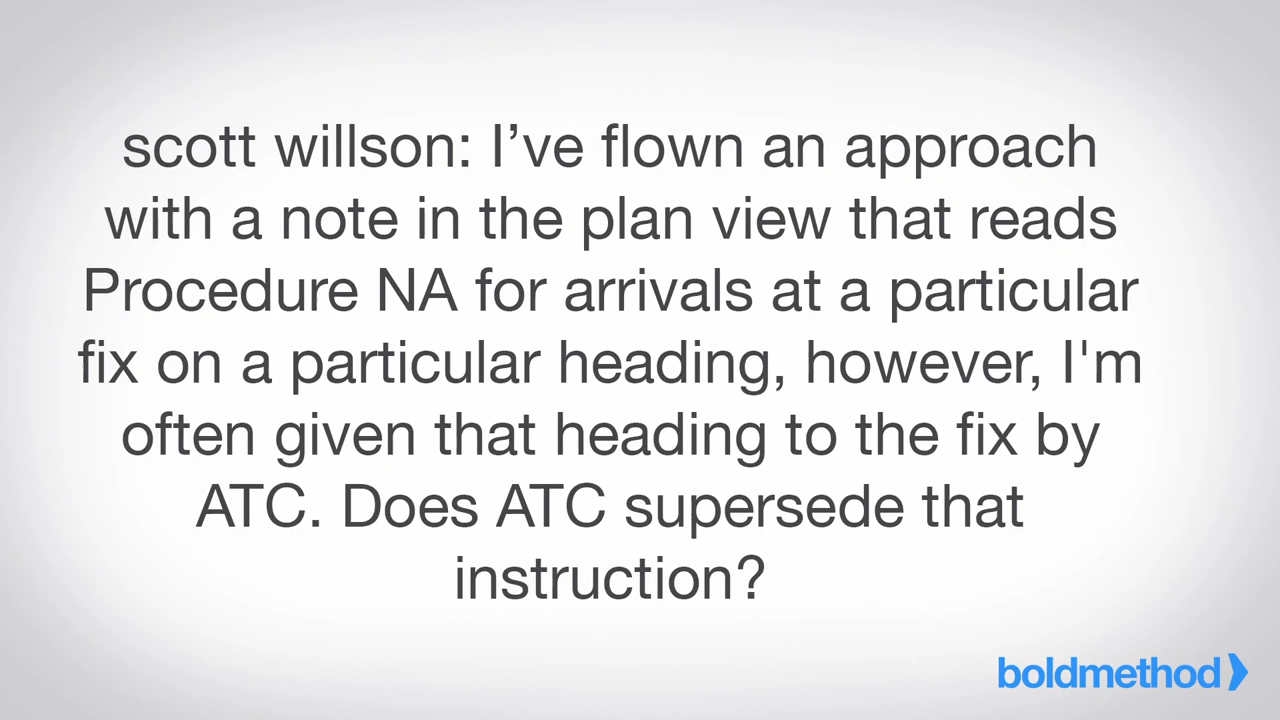 scott willson: I’ve flown an approach
with a note in the plan view that reads
Procedure NA for arrivals at a particular
fix on a particular heading, however, I'm
often given that heading to the fix by
ATC. Does ATC supersede that
instruction?
boldmethod